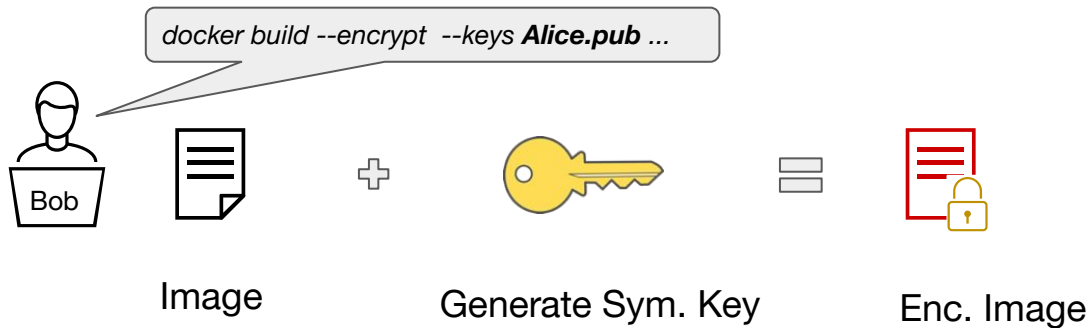 docker build --encrypt --keys Alice.pub ...
Bob
Image
Generate Sym. Key
Enc. Image